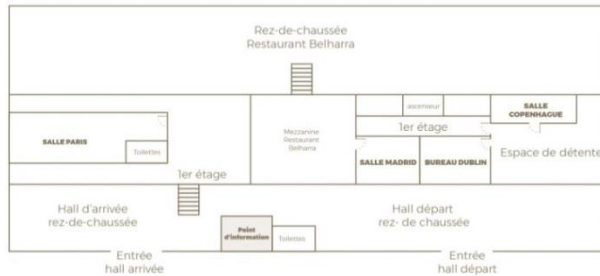 Rez-de-chaussée
Restaurant Belharra
ascenseur
SALLE
COPENHAGUE
1er étage
SALLE PARIS
Toilettes
Mezzanine
Restaurant
Belharra
SALLE MADRID
BUREAU DUBLIN
Espace de détente
1er étage
Hall d'arrivée
rez-de-chaussée
Point
d'information
Toilettes
Hall départ
rez- de chaussée
Entrée
hall arrivée
Entrée
hall départ